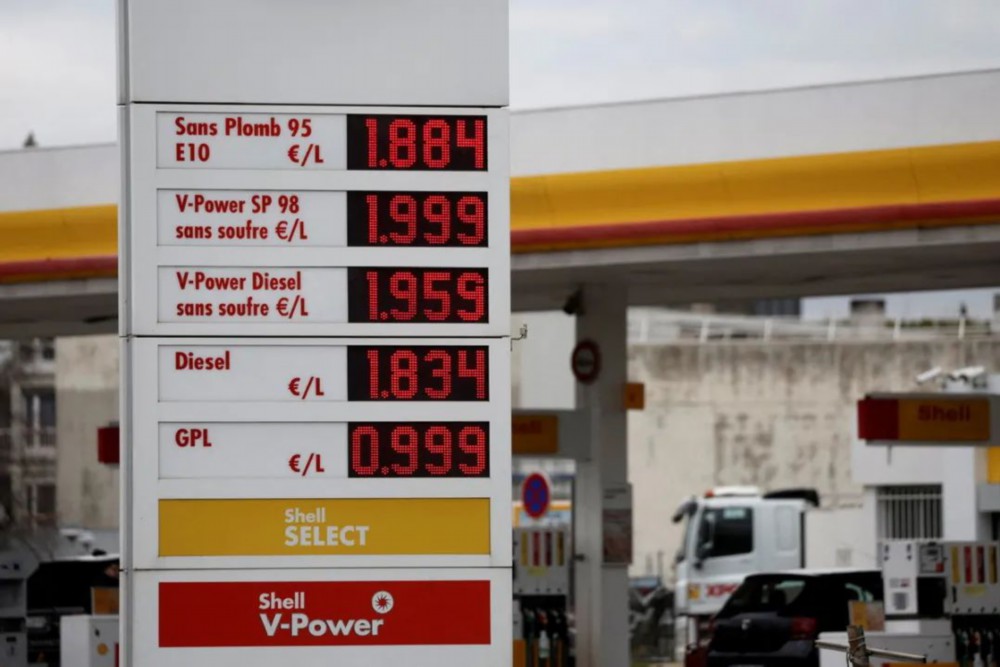 Sans Plomb 95
E10 €/L 1.884
V-Power SP 98
sans soufre €/L 1.999
V-Power Diesel
sans soufre €/L 1.959
Diesel
€/L 1.834
GPL
€/L 0.999
Shell
SELECT
Shell
V-Power
Shell
XPO